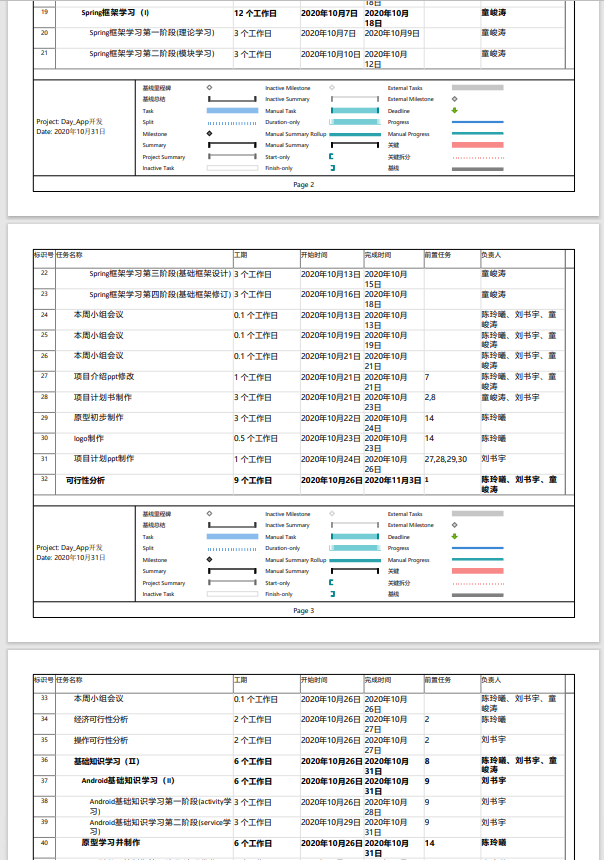 18日
19 Spring框架学习（I） 12 个工作日 2020年10月7日 2020年10月 童峻涛
18日
20 Spring框架学习第一阶段(理论学习) 3 个工作日 2020年10月7日 2020年10月9日 童峻涛
21 Spring框架学习第二阶段(模块学习) 3 个工作日 2020年10月10日 2020年10月 童峻涛
12日
基线里程碑 Inactive Milestone External Tasks
基线总结 Inactive Summary External Milestone
Task Manual Task Deadline
Split Duration-only Progress
Milestone Manual Summary Rollup Manual Progress
Summary Manual Summary 关键
Project Summary Start-only 关键拆分
Inactive Task Finish-only 基线
Project: Day_App开发
Date: 2020年10月31日
Page 2
标识号 任务名称 工期 开始时间 完成时间 前置任务 负责人
22 Spring框架学习第三阶段(基础框架设计) 3 个工作日 2020年10月13日 2020年10月 童峻涛
15日
23 Spring框架学习第四阶段(基础框架修订) 3 个工作日 2020年10月16日 2020年10月 童峻涛
18日
24 本周小组会议 0.1 个工作日 2020年10月13日 2020年10月 陈玲曦、刘书宇、童
13日 峻涛
25 本周小组会议 0.1 个工作日 2020年10月19日 2020年10月 陈玲曦、刘书宇、童
19日 峻涛
26 本周小组会议 0.1 个工作日 2020年10月21日 2020年10月 陈玲曦、刘书宇、童
21日 峻涛
27 项目介绍ppt修改 1 个工作日 2020年10月21日 2020年10月 7 陈玲曦、刘书宇、童
21日 峻涛
28 项目计划书制作 3 个工作日 2020年10月21日 2020年10月 2,8 童峻涛、刘书宇
23日
29 原型初步制作 3 个工作日 2020年10月22日 2020年10月 14 陈玲曦
24日
30 logo制作 0.5 个工作日 2020年10月23日 2020年10月 14 陈玲曦
23日
31 项目计划ppt制作 1 个工作日 2020年10月24日 2020年10月 27,28,29,30 刘书宇
26日
32 可行性分析 9 个工作日 2020年10月26日 2020年11月3日 1 陈玲曦、刘书宇、童
峻涛
基线里程碑 Inactive Milestone External Tasks
基线总结 Inactive Summary External Milestone
Task Manual Task Deadline
Split Duration-only Progress
Milestone Manual Summary Rollup Manual Progress
Summary Manual Summary 关键
Project Summary Start-only 关键拆分
Inactive Task Finish-only 基线
Project: Day_App开发
Date: 2020年10月31日
Page 3
标识号 任务名称 工期 开始时间 完成时间 前置任务 负责人
33 本周小组会议 0.1 个工作日 2020年10月26日 2020年10月 陈玲曦、刘书宇、童
26日 峻涛
34 经济可行性分析 2 个工作日 2020年10月26日 2020年10月 2 陈玲曦
27日
35 操作可行性分析 2 个工作日 2020年10月26日 2020年10月 2 刘书宇
27日
36 基础知识学习（II） 6 个工作日 2020年10月26日 2020年10月 8 陈玲曦、刘书宇、童
31日 峻涛
37 Android基础知识学习（II） 6 个工作日 2020年10月26日 2020年10月 9 刘书宇
31日
38 Android基础知识学习第一阶段(activity学 3 个工作日 2020年10月26日 2020年10月 9 刘书宇
习) 28日
39 Android基础知识学习第二阶段(service学 3 个工作日 2020年10月29日 2020年10月 9 刘书宇
习) 31日
40 原型学习并制作 6 个工作日 2020年10月26日 2020年10月 14 陈玲曦
31日